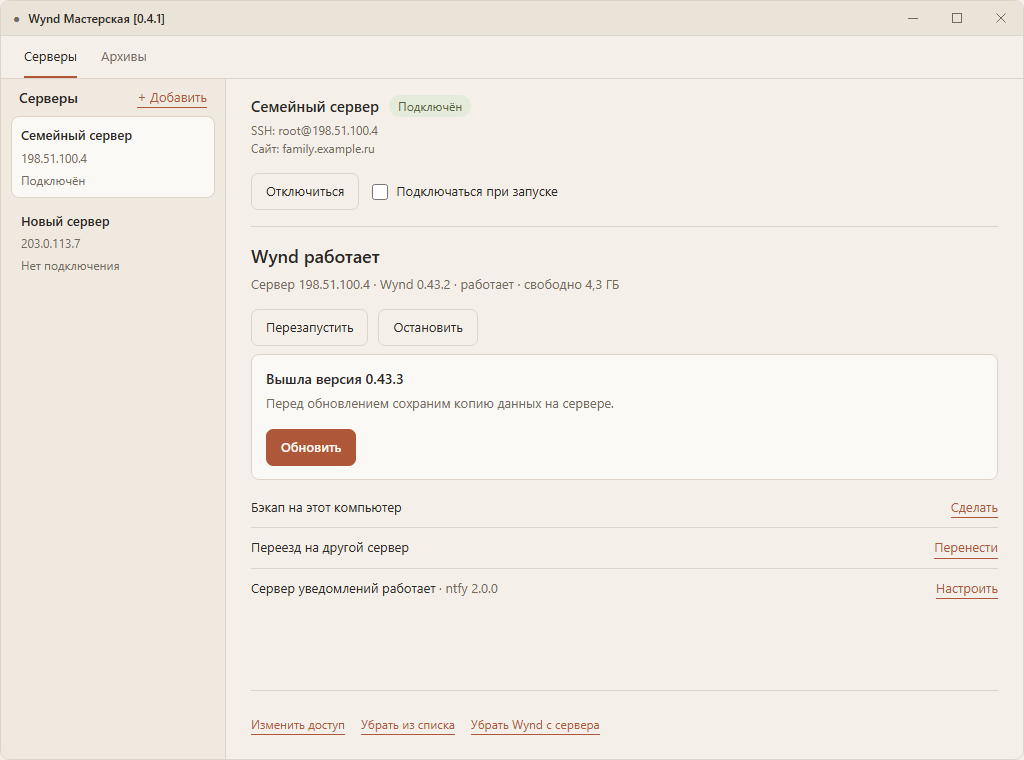 Wynd Мастерская [0.4.1]
Серверы
Архивы
Серверы
+ Добавить
Семейный сервер
198.51.100.4
Подключён
Новый сервер
203.0.113.7
Нет подключения
Семейный сервер
Подключён
SSH: root@198.51.100.4
Сайт: family.example.ru
Отключиться
Подключаться при запуске
Wynd работает
Сервер 198.51.100.4 · Wynd 0.43.2 · работает · свободно 4,3 ГБ
Перезапустить
Остановить
Вышла версия 0.43.3
Перед обновлением сохраним копию данных на сервере.
Обновить
Бэкап на этот компьютер
Сделать
Переезд на другой сервер
Перенести
Сервер уведомлений работает · ntfy 2.0.0
Настроить
Изменить доступ
Убрать из списка
Убрать Wynd с сервера